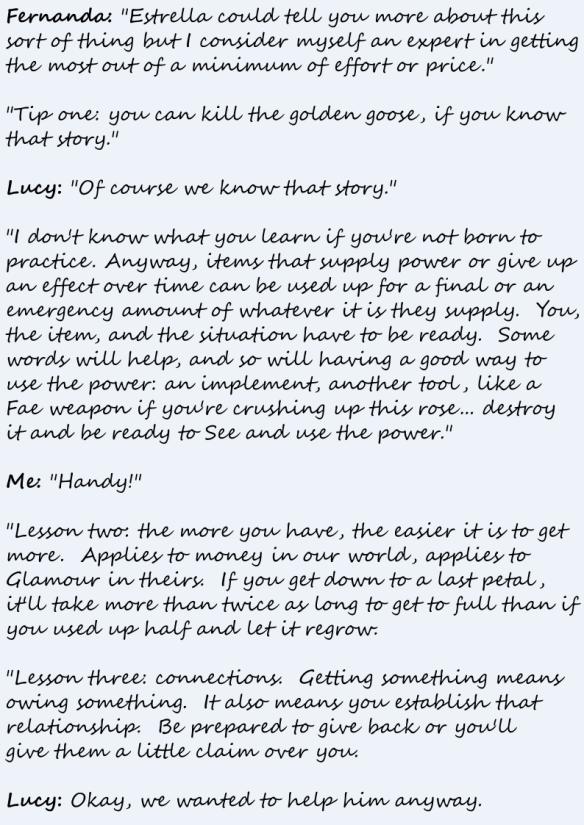 Fernanda: "Estrella could tell you more about this
sort of thing but I consider myself an expert in getting
the most out of a minimum of effort or price."
"Tip one: you can kill the golden goose, if you know
that story."
Lucy: "Of course we know that story."
"I don't know what you learn if you're not born to
practice. Anyway, items that supply power or give up
an effect over time can be used up for a final or an
emergency amount of whatever it is they supply. You,
the item, and the situation have to be ready. Some
words will help, and so will having a good way to
use the power: an implement, another tool, like a
Fae weapon if you're crushing up this rose... destroy
it and be ready to See and use the power."
Me: "Handy!"
"Lesson two: the more you have, the easier it is to get
more. Applies to money in our world, applies to
Glamour in theirs. If you get down to a last petal,
it'll take more than twice as long to get to full than if
you used up half and let it regrow.
"Lesson three: connections. Getting something means
owing something. It also means you establish that
relationship. Be prepared to give back or you'll
give them a little claim over you.
Lucy: Okay, we wanted to help him anyway.